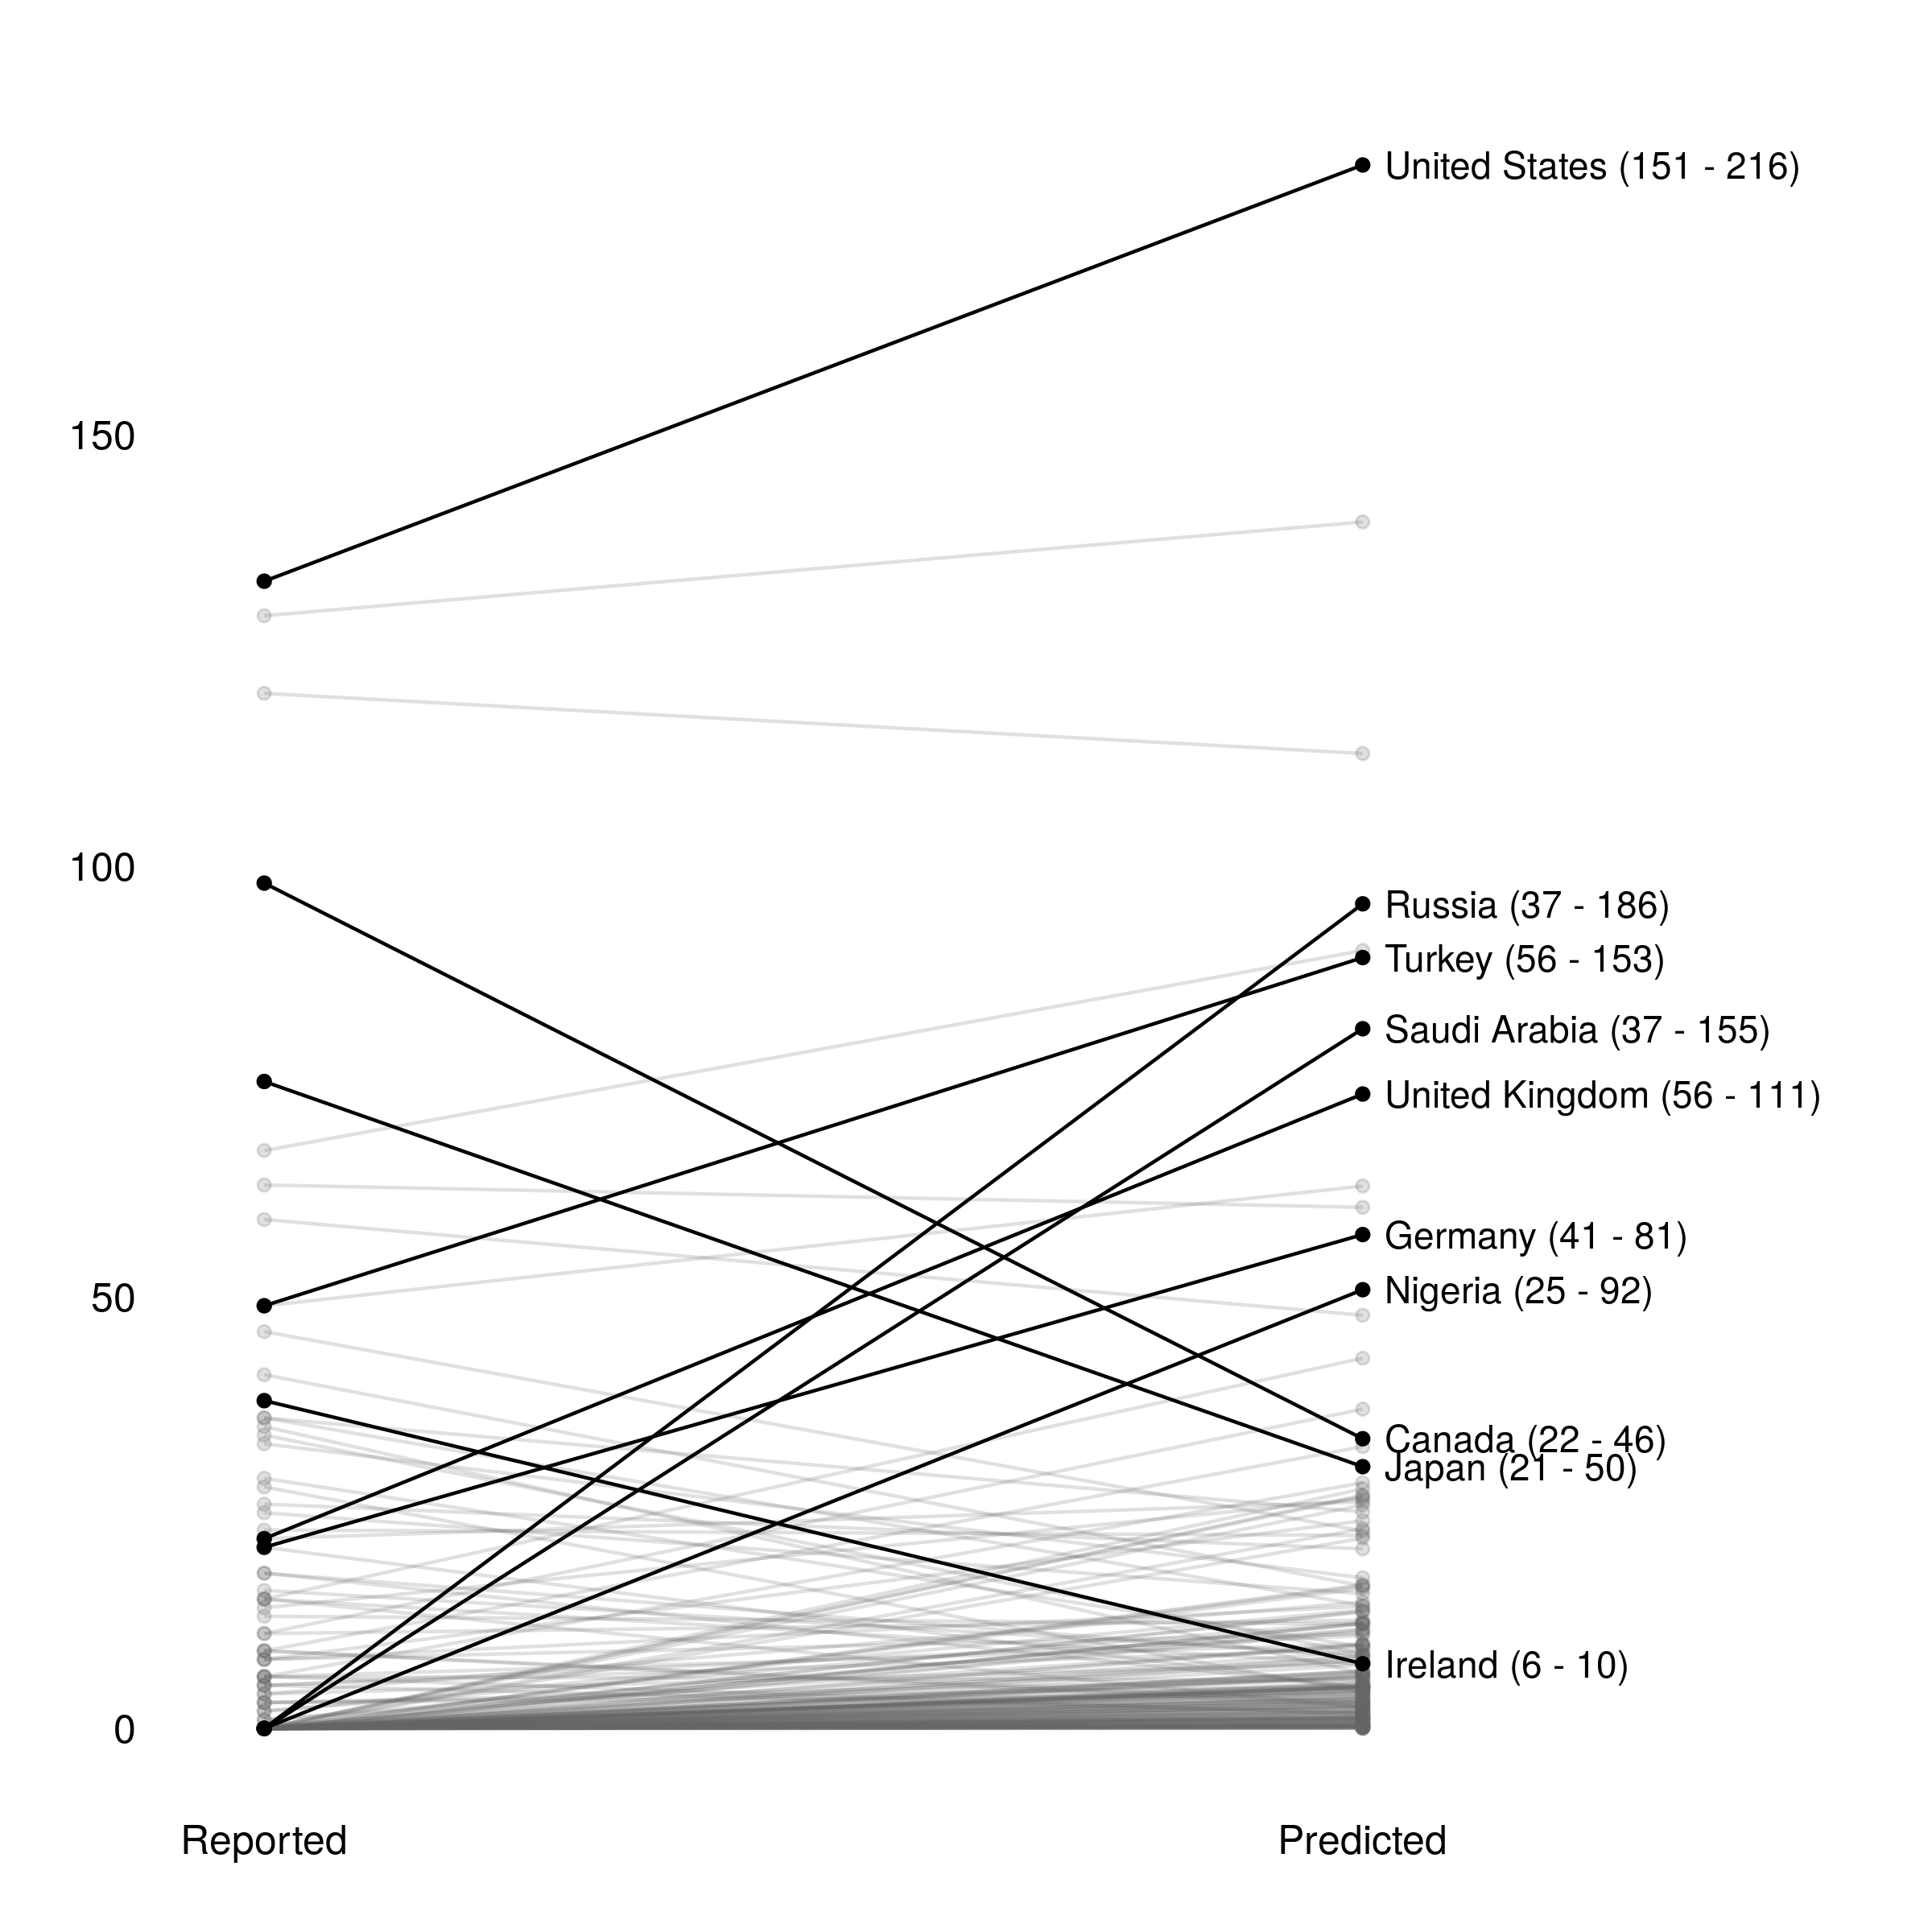 United States (151 - 216)
150
100
Russia (37 - 186)
Turkey (56 - 153)
Saudi Arabia (37 - 155)
United Kingdom (56 - 111)
Germany (41 - 81)
Nigeria (25 - 92)
50
Canada (22 - 46)
Japan (21 - 50)
Ireland (6 - 10)
0
Reported
Predicted